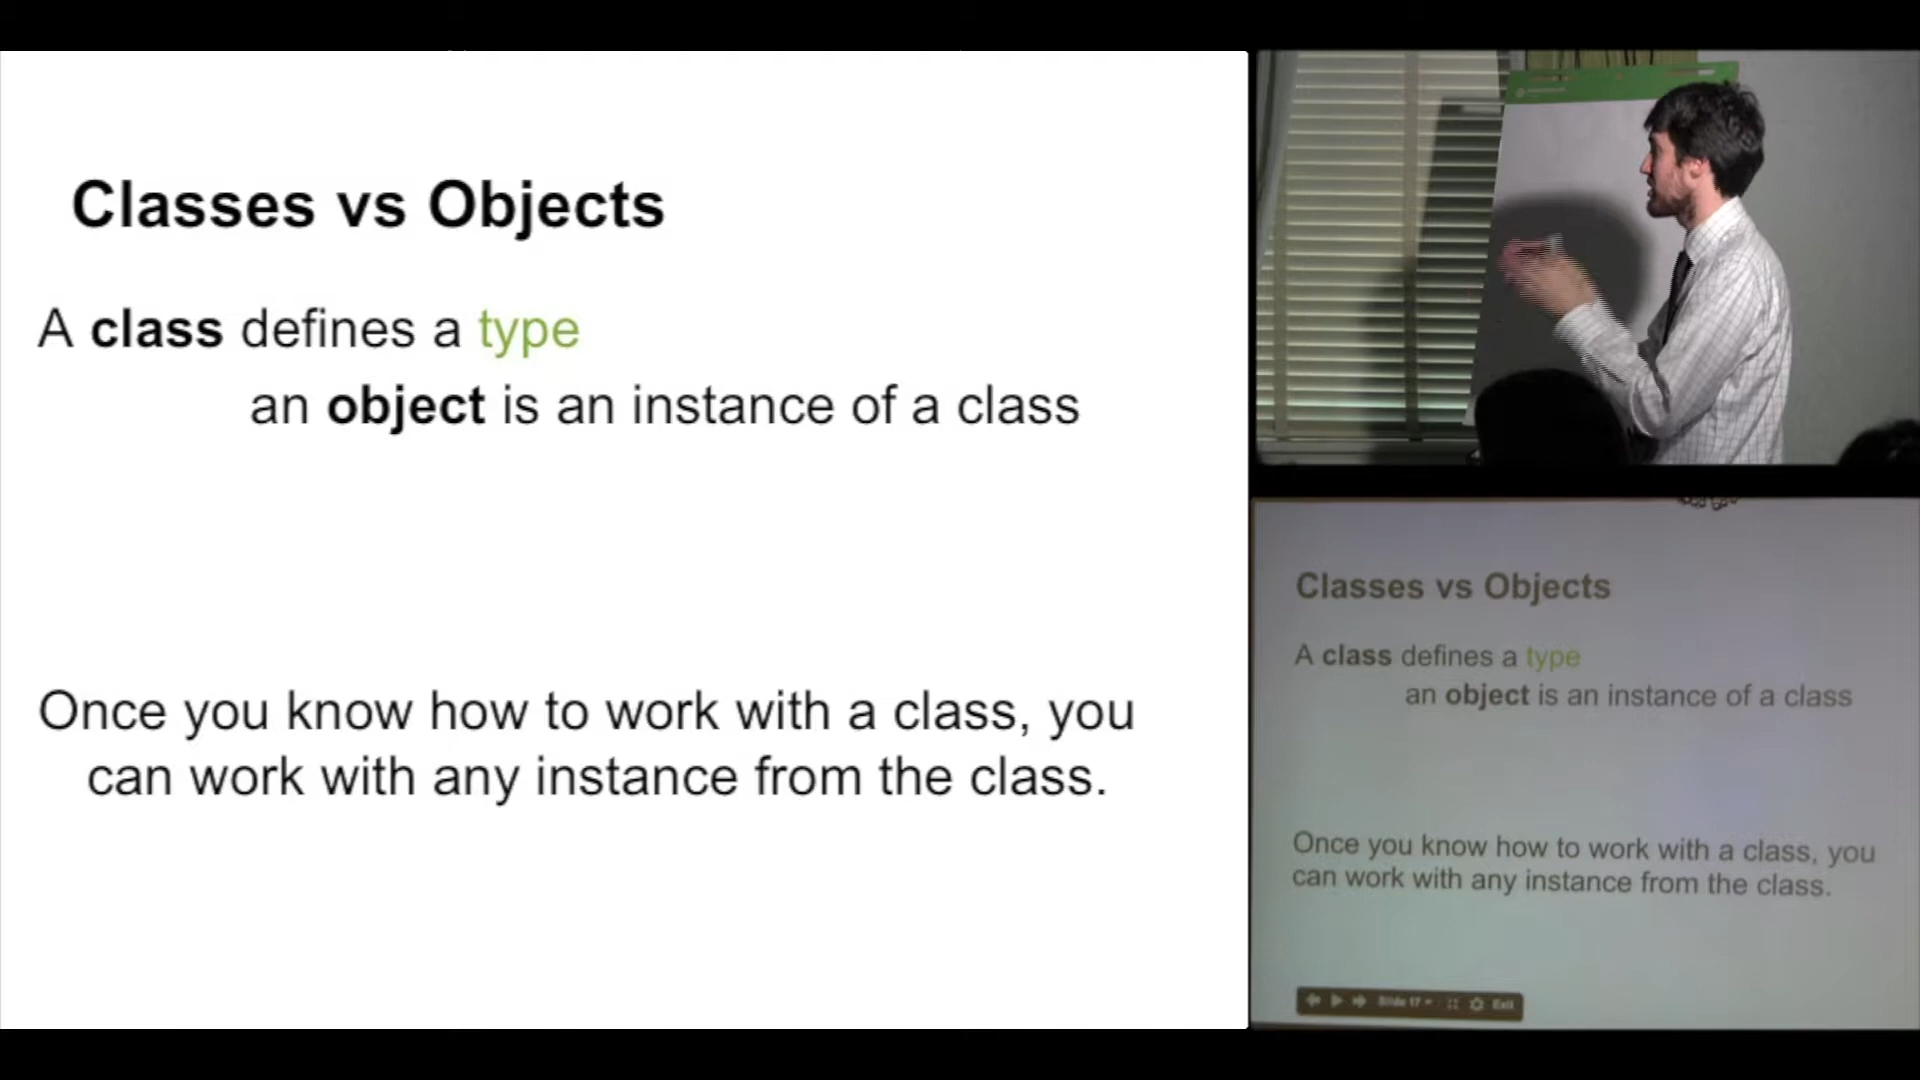 Classes vs Objects
A class defines a type
an object is an instance of a class
Once you know how to work with a class, you
can work with any instance from the class.
Classes vs Objects
A class defines a type
an object is an instance of a class
Once you know how to work with a class, you
can work with any instance from the class.
Slide 17
Exit